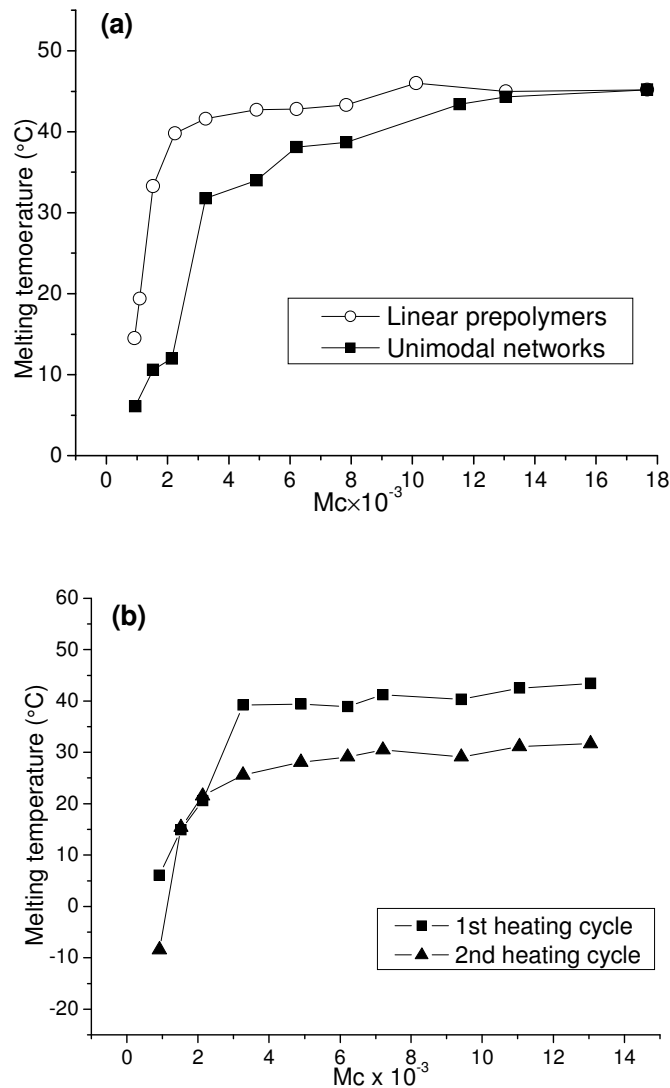 (a)
50
40
30
20
10
0
Melting temoerature (°C)
Linear prepolymers
Unimodal networks
0 2 4 6 8 10 12 14 16 18
Mc×10-3
(b)
60
50
40
30
20
10
0
-10
-20
Melting temperature (°C)
1st heating cycle
2nd heating cycle
0 2 4 6 8 10 12 14
Mc x 10-3